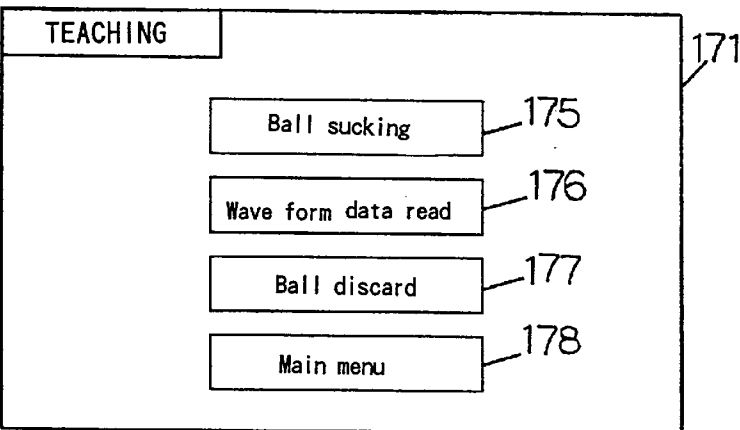 TEACHING
171
Ball sucking
175
Wave form data read
176
Ball discard
177
Main menu
178